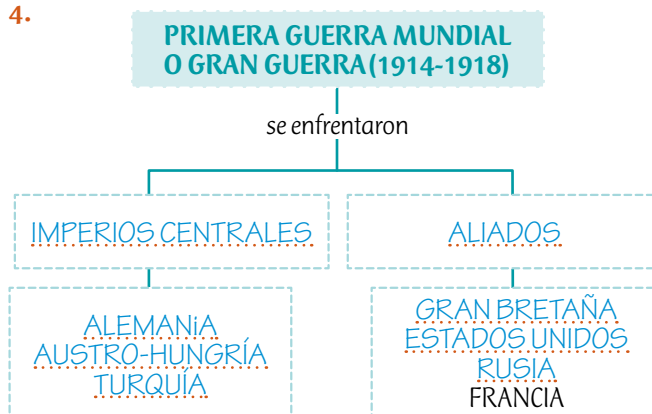 4.
PRIMERA GUERRA MUNDIAL
O GRAN GUERRA (1914-1918)
se enfrentaron
IMPERIOS CENTRALES
ALIADOS
ALEMANiA
AUSTRO-HUNGRÍA
TURQUÍA
GRAN BRETAÑA
ESTADOS UNIDOS
RUSIA
FRANCIA